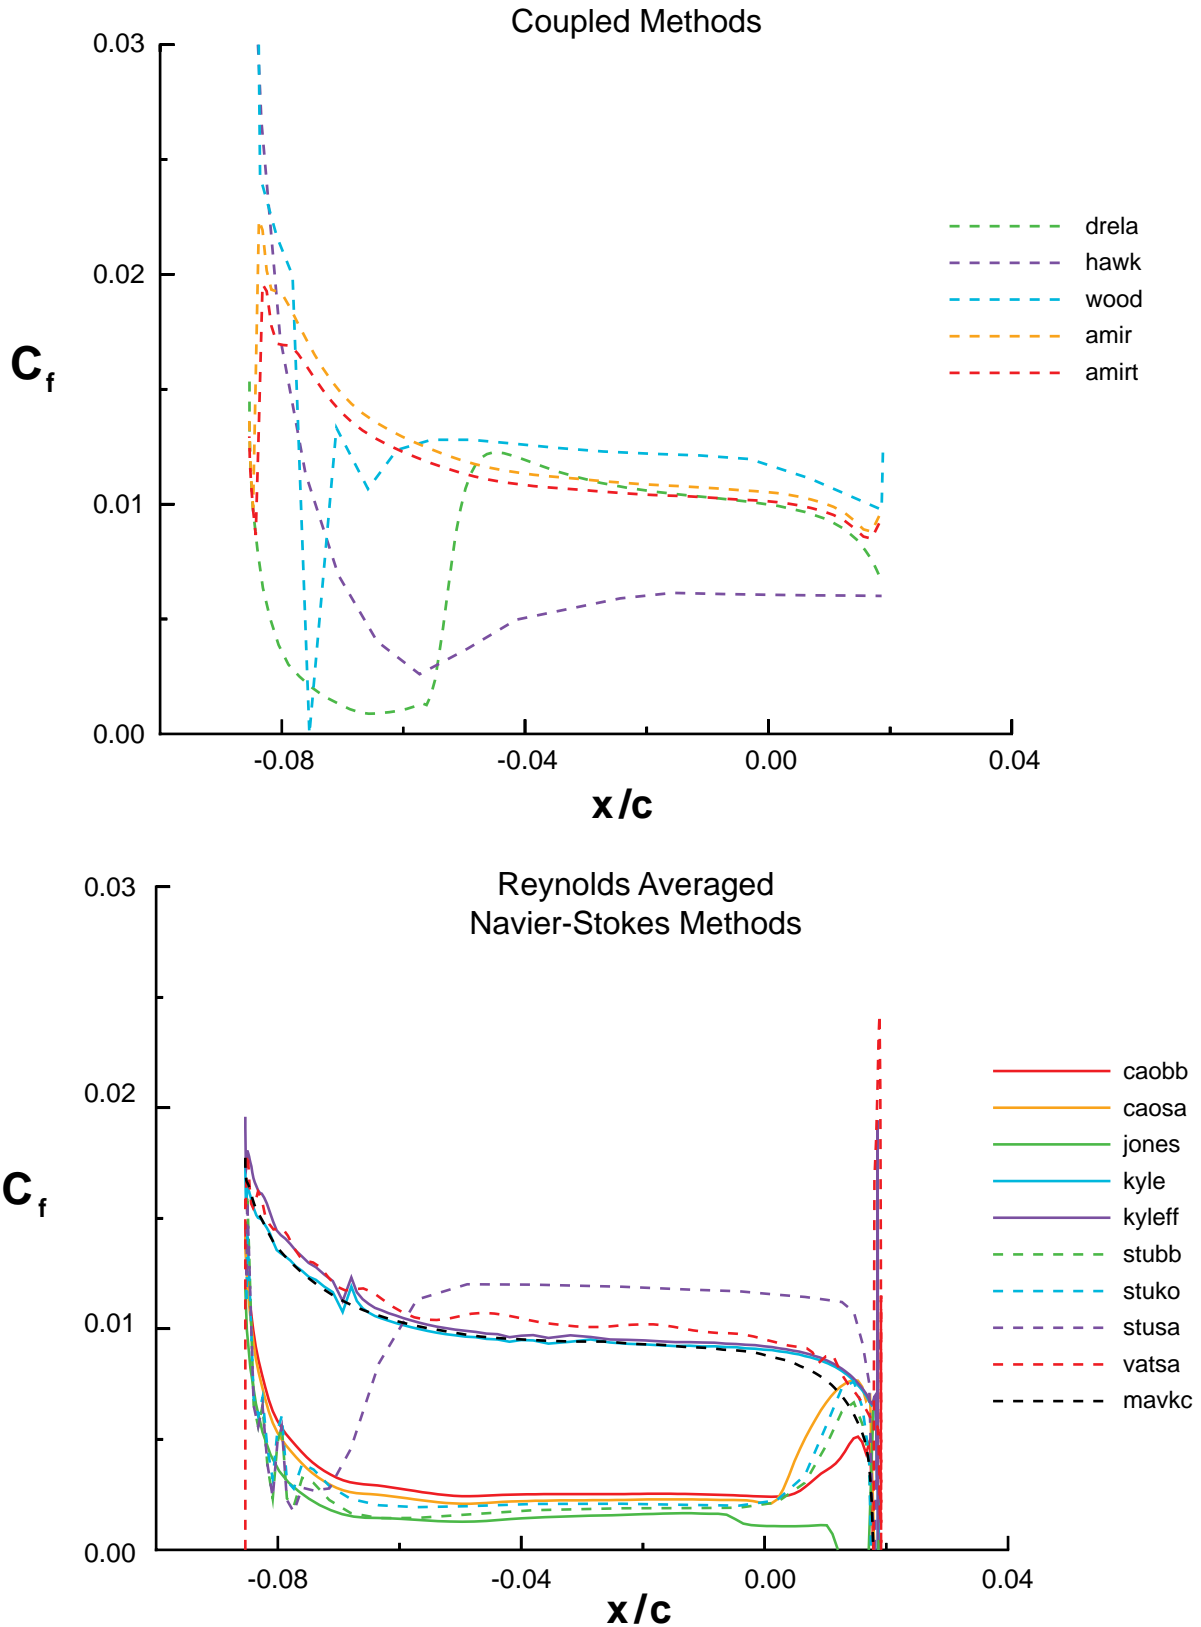 Coupled Methods
0.03
0.02
0.01
0.00
C f
-0.08 -0.04 0.00 0.04
x/c
drela
hawk
wood
amir
amirt
Reynolds Averaged
Navier-Stokes Methods
0.03
0.02
0.01
0.00
C f
-0.08 -0.04 0.00 0.04
x/c
caobb
caosa
jones
kyle
kyleff
stubb
stuko
stusa
vatsa
mavkc